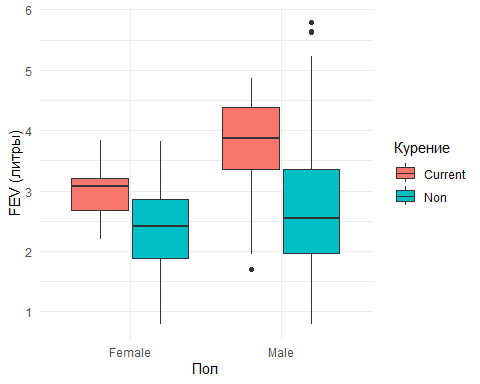 6
5
4
3
2
1
FEV (литры)
Female
Male
Пол
Курение
Current
Non